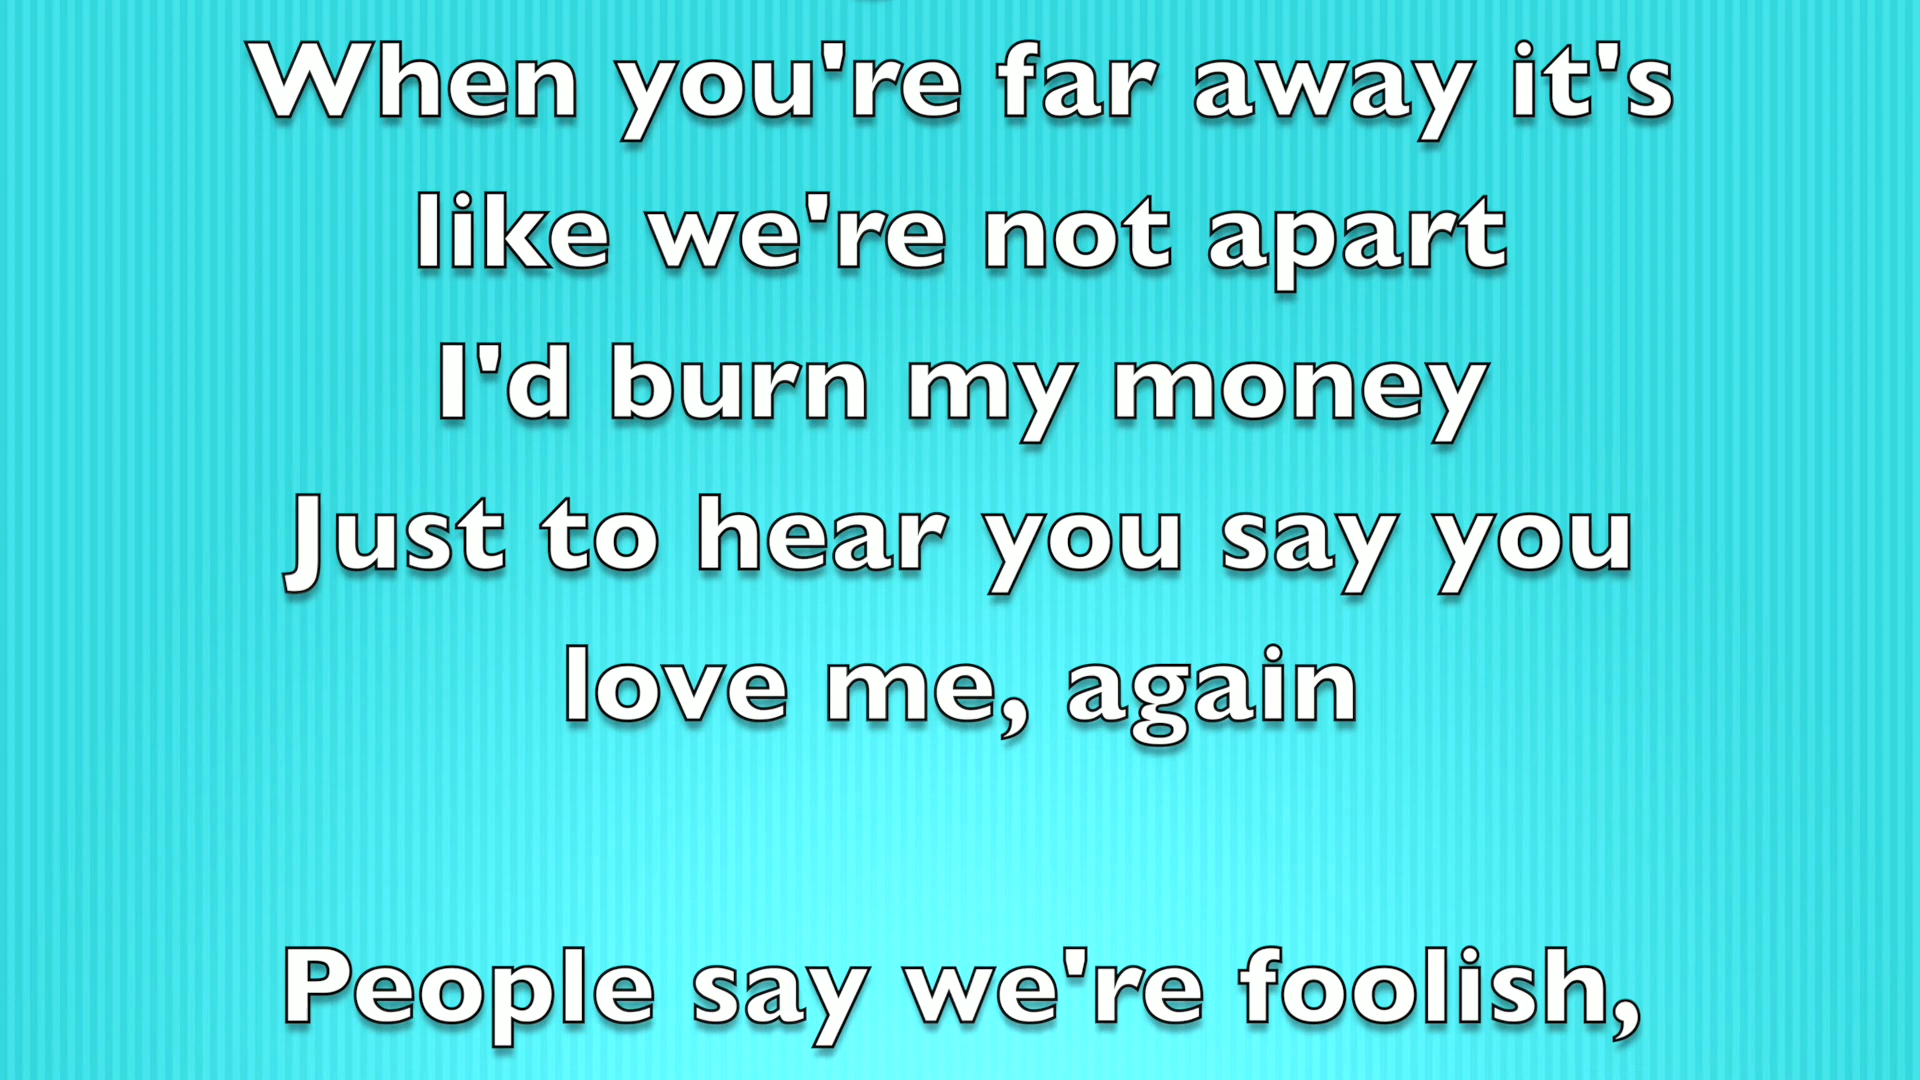 When you're far away it's
like we're not apart
I'd burn my money
Just to hear you say you
love me, again
People say we're foolish,